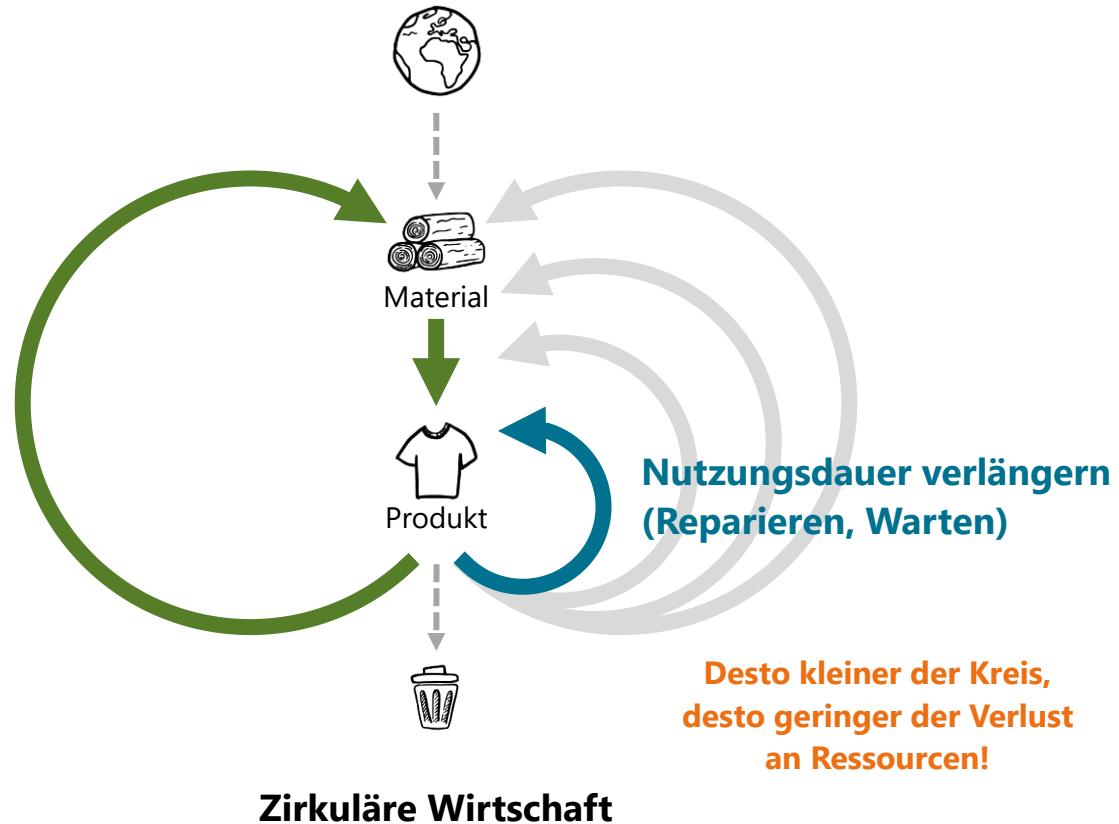 Material
Produkt
Nutzungsdauer verlängern
(Reparieren, Warten)
Desto kleiner der Kreis,
desto geringer der Verlust
an Ressourcen!
Zirkuläre Wirtschaft